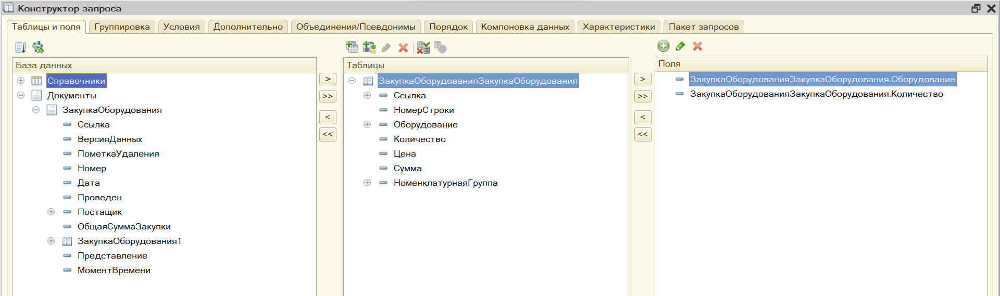 Конструктор запроса
Таблицы и поля Группировка Условия Дополнительно Объединения/Псевдонимы Порядок Компоновка данных Характеристики Пакет запросов
База данных
Справочники
Документы
ЗакупкаОборудования
Ссылка
ВерсияДанных
ПометкаУдаления
Номер
Дата
Проведен
Постащик
ОбщаяСуммаЗакупки
ЗакупкаОборудования1
Представление
МоментВремени
>
>>
<
<<
Таблицы
ЗакупкаОборудованияЗакупкаОборудования
Ссылка
НомерСтроки
Оборудование
Количество
Цена
Сумма
НоменклатурнаяГруппа
>
>>
<
<<
Поля
ЗакупкаОборудованияЗакупкаОборудования.Оборудование
ЗакупкаОборудованияЗакупкаОборудования.Количество